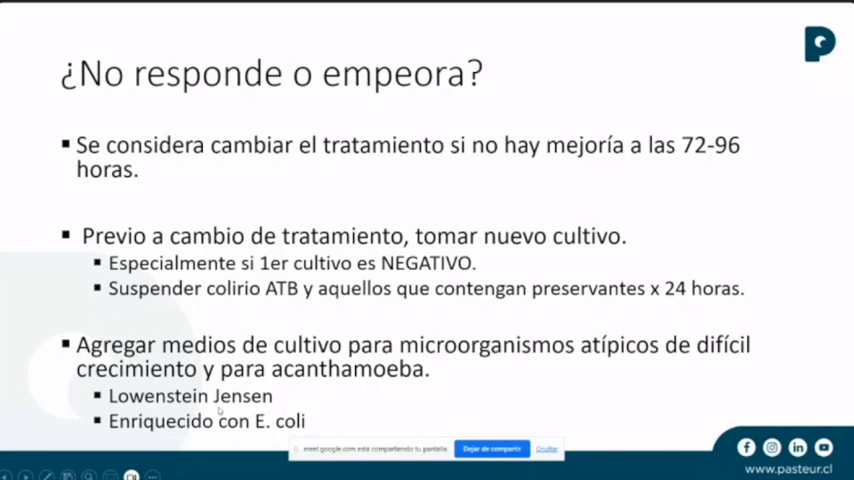 ¿No responde o empeora?
▪ Se considera cambiar el tratamiento si no hay mejoría a las 72-96
horas.
▪ Previo a cambio de tratamiento, tomar nuevo cultivo.
▪ Especialmente si 1er cultivo es NEGATIVO.
▪ Suspender colirio ATB y aquellos que contengan preservantes x 24 horas.
▪ Agregar medios de cultivo para microorganismos atípicos de difícil
crecimiento y para acanthamoeba.
▪ Lowenstein Jensen
▪ Enriquecido con E. coli
meet.google.com está compartiendo tu pantalla. Dejar de compartir Ocultar
www.pasteur.cl